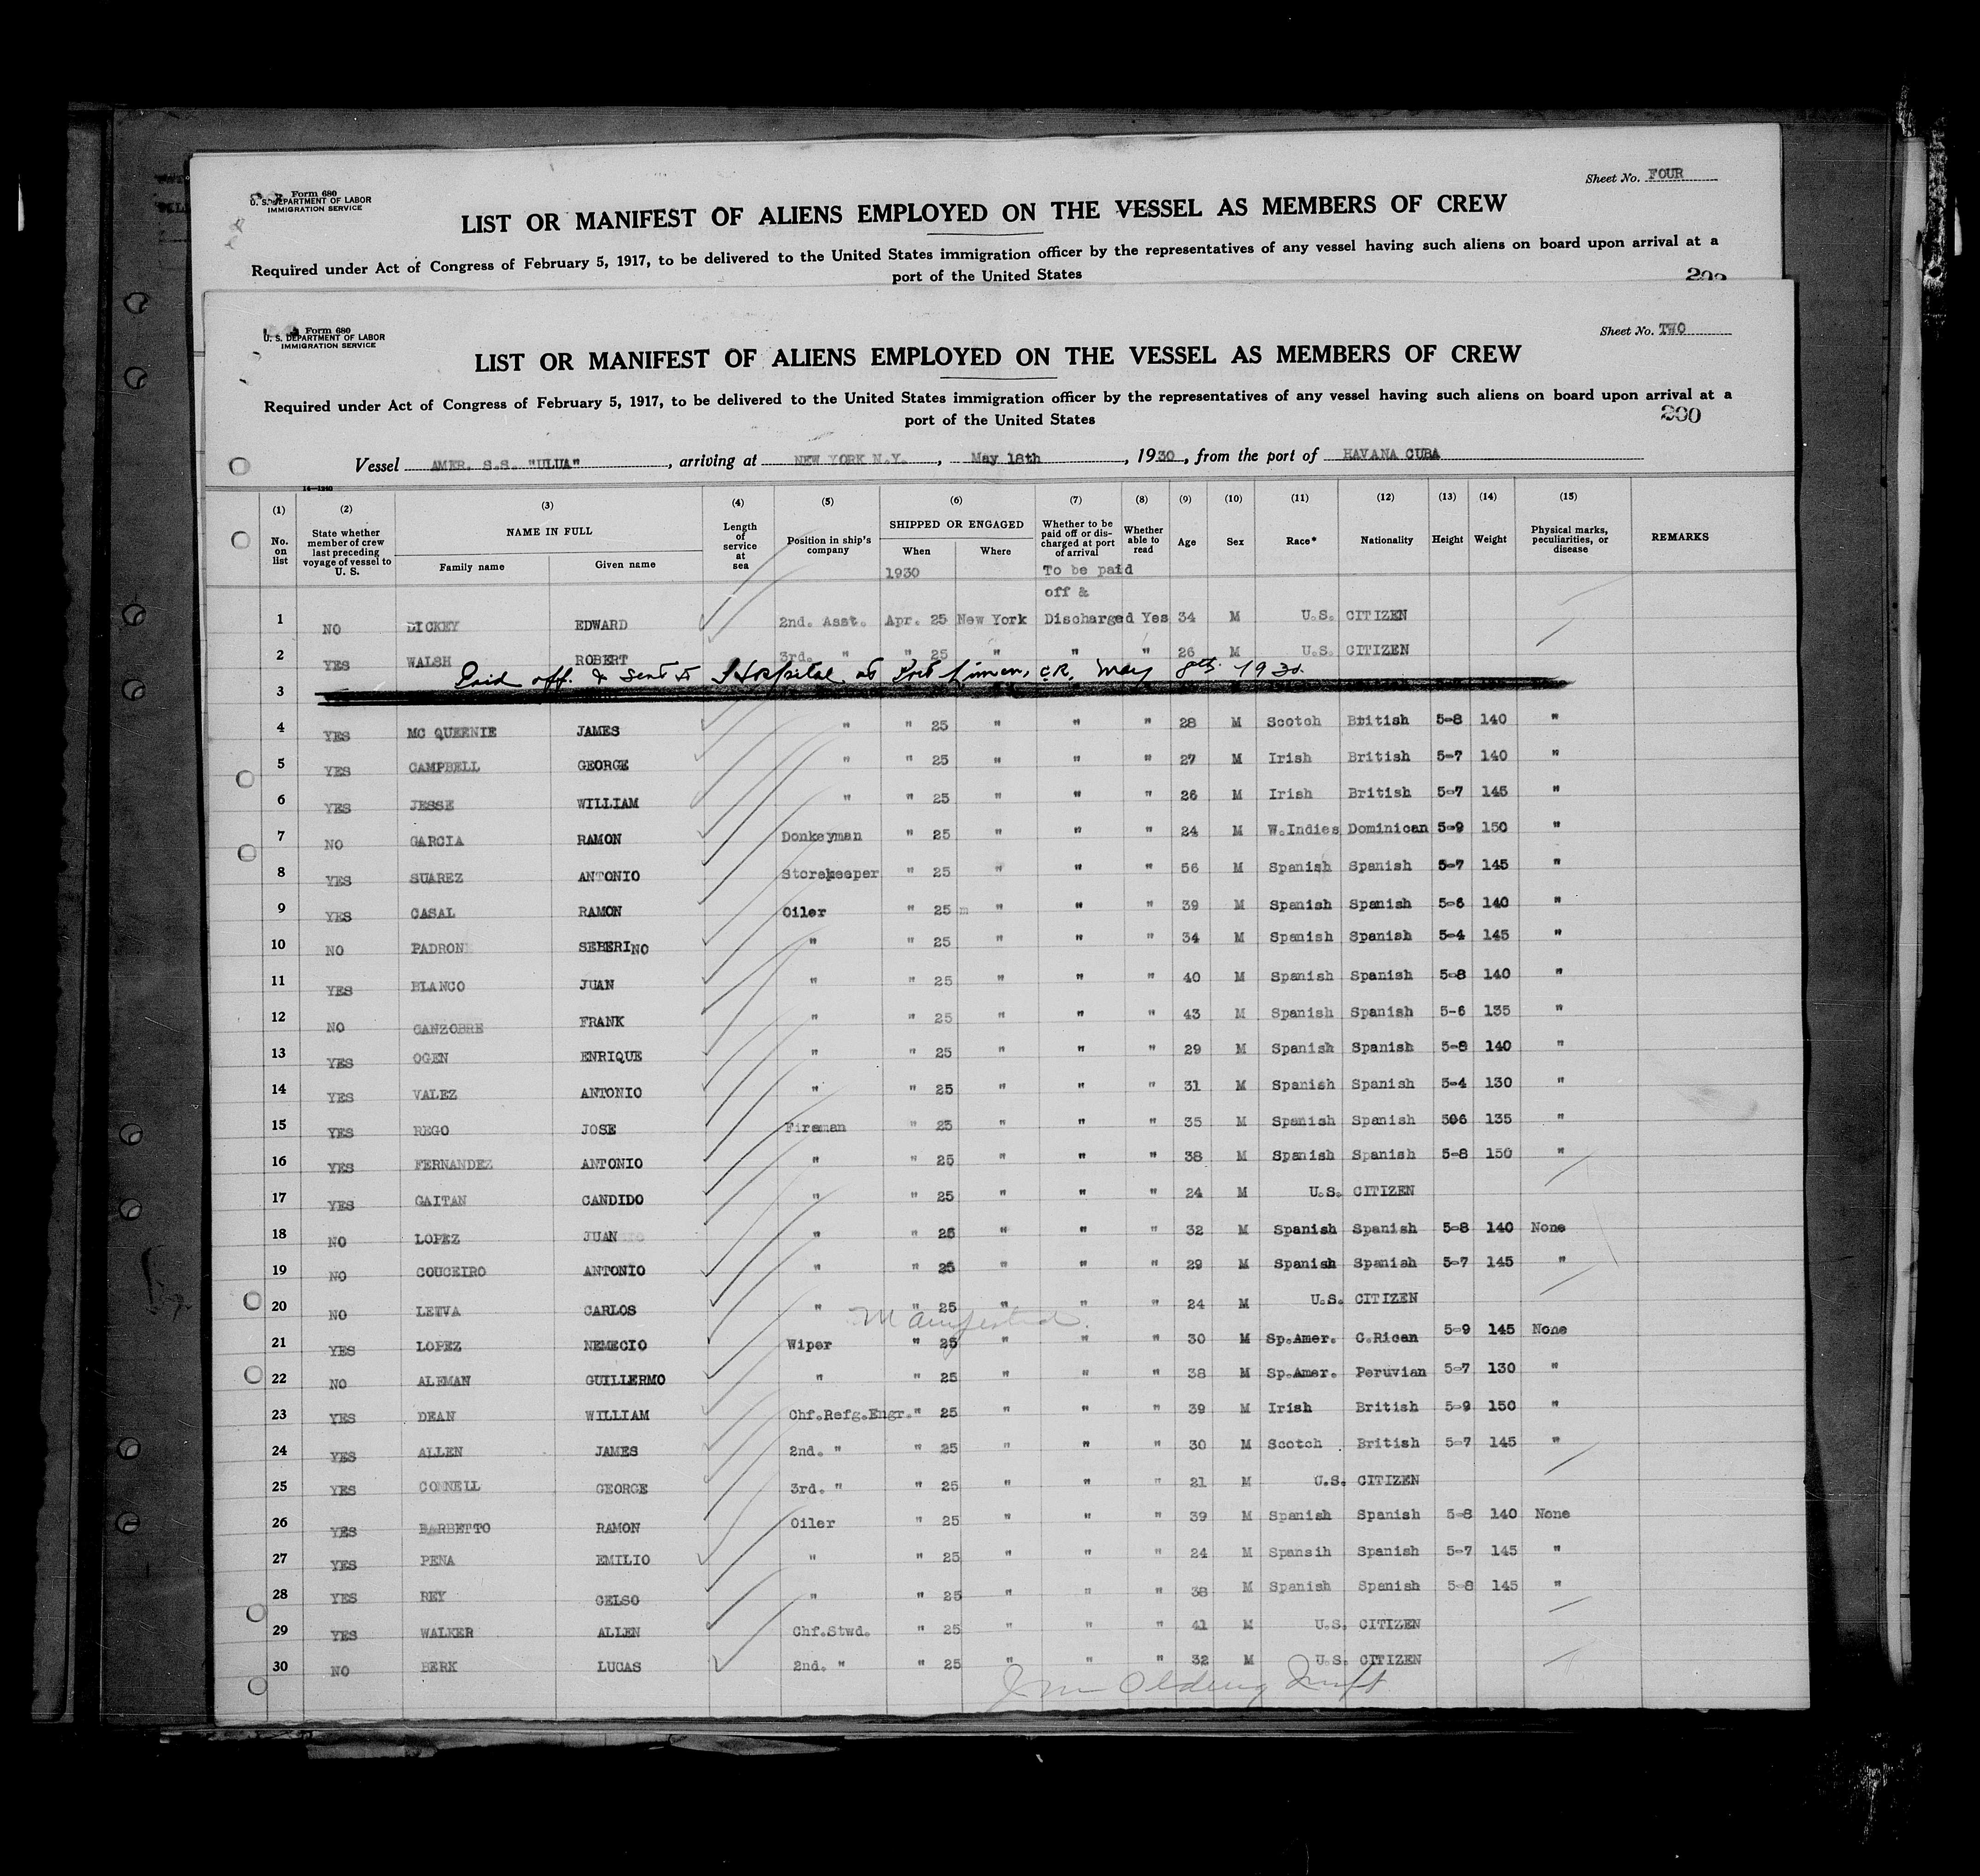 Form 680
U. S. DEPARTMENT OF LABOR
IMMIGRATION SERVICE
Sheet No. FOUR
LIST OR MANIFEST OF ALIENS EMPLOYED ON THE VESSEL AS MEMBERS OF CREW
Required under Act of Congress of February 5, 1917, to be delivered to the United States immigration officer by the representatives of any vessel having such aliens on board upon arrival at a
port of the United States
Form 680
U. S. DEPARTMENT OF LABOR
IMMIGRATION SERVICE
Sheet No. TWO
LIST OR MANIFEST OF ALIENS EMPLOYED ON THE VESSEL AS MEMBERS OF CREW
Required under Act of Congress of February 5, 1917, to be delivered to the United States immigration officer by the representatives of any vessel having such aliens on board upon arrival at a
port of the United States
200
Vessel AMER. S.S. "ULUA", arriving at NEW YORK N.Y., May 18th, 1930, from the port of HAVANA CUBA
14—1240
(1) (2) (3) (4) (5) (6) (7) (8) (9) (10) (11) (12) (13) (14) (15)
No. on list State whether member of crew last preceding voyage of vessel to U. S. NAME IN FULL Family name Given name Length of service at sea Position in ship's company SHIPPED OR ENGAGED When Where Whether to be paid off or discharged at port of arrival Whether able to read Age Sex Race* Nationality Height Weight Physical marks, peculiarities, or disease REMARKS
1930 To be paid
off &
1 NO DICKEY EDWARD 2nd. Asst. Apr. 25 New York Discharged Yes 34 M U.S. CITIZEN
2 YES WALSH ROBERT 3rd. " " 25 " " " 26 M U.S. CITIZEN
Paid off & sent to Hospital at Port Limon, C.R. May 8th 1930.
3
4 YES MC QUEENIE JAMES " " 25 " " " 28 M Scotch British 5-8 140 "
5 YES CAMPBELL GEORGE " " 25 " " " 27 M Irish British 5-7 140 "
6 YES JESSE WILLIAM " " 25 " " " 26 M Irish British 5-7 145 "
7 NO GARCIA RAMON Donkeyman " 25 " " " 24 M W.Indies Dominican 5-9 150 "
8 YES SUAREZ ANTONIO Storekeeper " 25 " " " 56 M Spanish Spanish 5-7 145 "
9 YES CASAL RAMON Oiler " 25 m " " " 39 M Spanish Spanish 5-6 140 "
10 NO PADRON SEBERINO " " 25 " " " 34 M Spanish Spanish 5-4 145 "
11 YES BLANCO JUAN " " 25 " " " 40 M Spanish Spanish 5-8 140 "
12 NO CANZOBRE FRANK " " 25 " " " 43 M Spanish Spanish 5-6 135 "
13 YES OGEN ENRIQUE " " 25 " " " 29 M Spanish Spanish 5-8 140 "
14 YES VALEZ ANTONIO " " 25 " " " 31 M Spanish Spanish 5-4 130 "
15 YES REGO JOSE Fireman " 25 " " " 35 M Spanish Spanish 506 135 "
16 YES FERNANDEZ ANTONIO " " 25 " " " 38 M Spanish Spanish 5-8 150 "
17 YES GAITAN CANDIDO " " 25 " " " 24 M U.S. CITIZEN
18 NO LOPEZ JUAN " " 25 " " " 32 M Spanish Spanish 5-8 140 None
19 NO COUCEIRO ANTONIO " " 25 " " " 29 M Spanish Spanish 5-7 145 "
20 NO LEWVA CARLOS " " 25 " " " 24 M U.S. CITIZEN
Manifested.
21 YES LOPEZ NEMECIO Wiper " 25 " " " 30 M Sp.Amer. C.Rican 5-9 145 None
22 NO ALEMAN GUILLERMO " " 25 " " " 38 M Sp.Amer. Peruvian 5-7 130 "
23 YES DEAN WILLIAM Chf.Refg.Engr. " 25 " " " 39 M Irish British 5-9 150 "
24 YES ALLEN JAMES 2nd. " " 25 " " " 30 M Scotch British 5-7 145 "
25 YES CONNELL GEORGE 3rd. " " 25 " " " 21 M U.S. CITIZEN
26 YES BARBETTO RAMON Oiler " 25 " " " 39 M Spanish Spanish 5-8 140 None
27 YES PENA EMILIO " " 25 " " " 24 M Spansih Spanish 5-7 145 "
28 YES REY CELSO " " 25 " " " 38 M Spanish Spanish 5-8 145 "
29 YES WALKER ALLEN Chf.Stwd. " 25 " " " 41 M U.S. CITIZEN
30 NO BERK LUCAS 2nd. " " 25 " " " 32 M U.S. CITIZEN